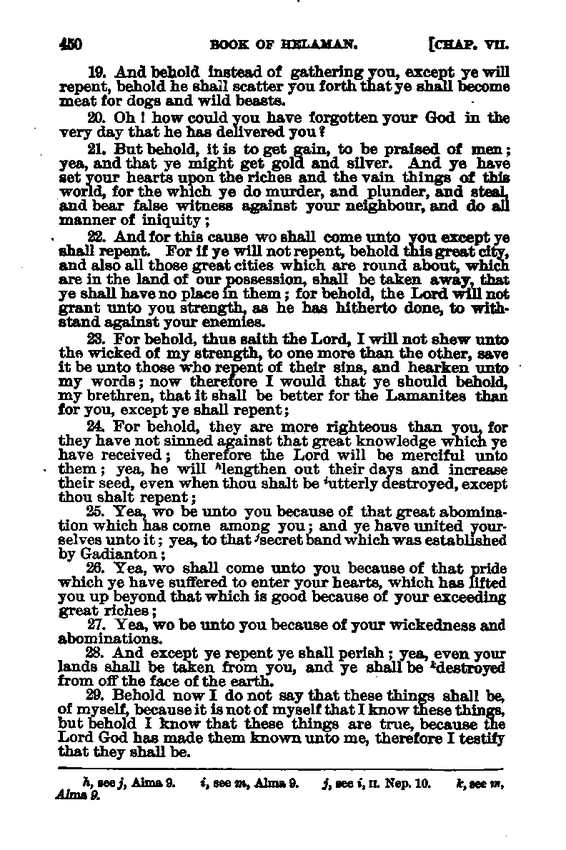 450 BOOK OF HELAMAN. [CHAP. VII.
19. And behold instead of gathering you, except ye will
repent, behold he shall scatter you forth that ye shall become
meat for dogs and wild beasts.
20. Oh! how could you have forgotten your God in the
very day that he has delivered you?
21. But behold, it is to get gain, to be praised of men;
yea, and that ye might get gold and silver. And ye have
set your hearts upon the riches and the vain things of this
world, for the which ye do murder, and plunder, and steal,
and bear false witness against your neighbour, and do all
manner of iniquity;
22. And for this cause wo shall come unto you except ye
shall repent. For if ye will not repent, behold this great city,
and also all those great cities which are round about, which
are in the land of our possession, shall be taken away, that
ye shall have no place in them; for behold, the Lord will not
grant unto you strength, as he has hitherto done, to with-
stand against your enemies.
23. For behold, thus saith the Lord, I will not shew unto
the wicked of my strength, to one more than the other, save
it be unto those who repent of their sins, and hearken unto
my words; now therefore I would that ye should behold,
my brethren, that it shall be better for the Lamanites than
for you, except ye shall repent;
24. For behold, they are more righteous than you, for
they have not sinned against that great knowledge which ye
have received; therefore the Lord will be merciful unto
them; yea, he will ʰlengthen out their days and increase
their seed, even when thou shalt be ⁱutterly destroyed, except
thou shalt repent;
25. Yea, wo be unto you because of that great abomina-
tion which has come among you; and ye have united your-
selves unto it; yea, to that ʲsecret band which was established
by Gadianton;
26. Yea, wo shall come unto you because of that pride
which ye have suffered to enter your hearts, which has lifted
you up beyond that which is good because of your exceeding
great riches;
27. Yea, wo be unto you because of your wickedness and
abominations.
28. And except ye repent ye shall perish; yea, even your
lands shall be taken from you, and ye shall be ᵏdestroyed
from off the face of the earth.
29. Behold now I do not say that these things shall be,
of myself, because it is not of myself that I know these things,
but behold I know that these things are true, because the
Lord God has made them known unto me, therefore I testify
that they shall be.
h, see j, Alma 9. i, see m, Alma 9. j, see i, II. Nep. 10. k, see m,
Alma 9.